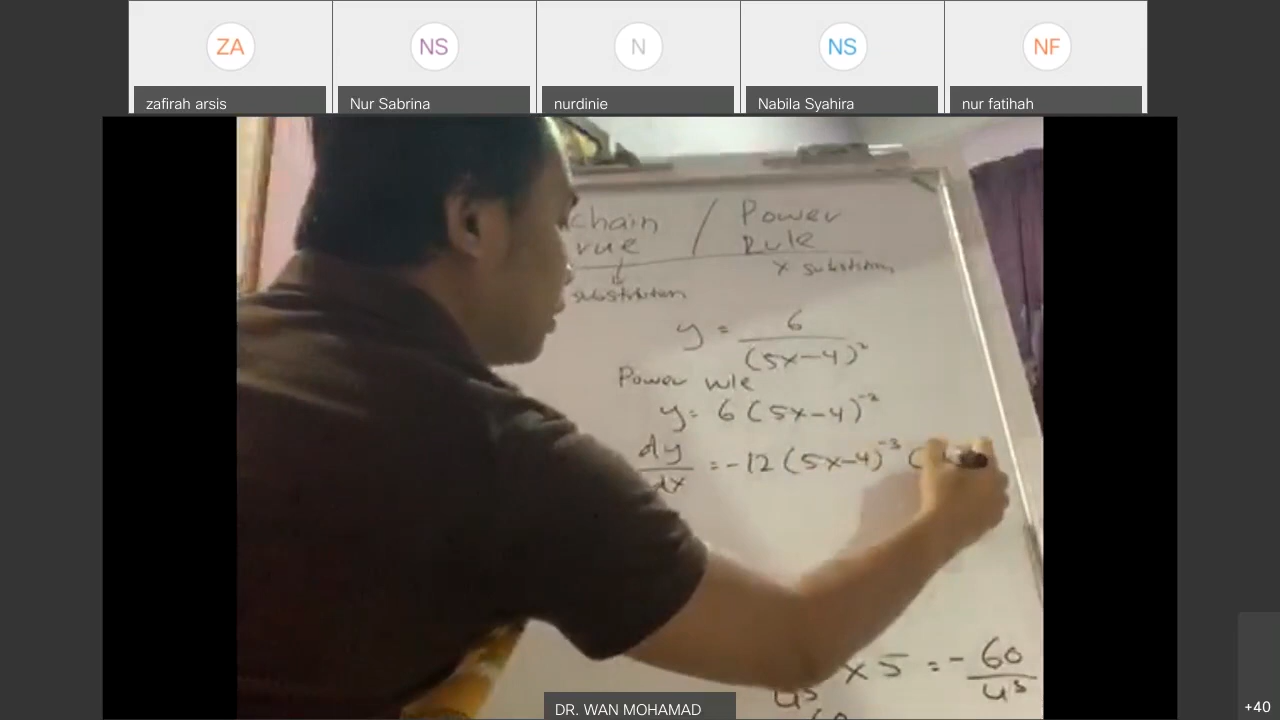 ZA
NS
N
NS
NF
zafirah arsis
Nur Sabrina
nurdinie
Nabila Syahira
nur fatihah
chain rule / Power Rule
substitution
x substitution
y = 6 / (5x-4)²
Power rule
y = 6(5x-4)⁻²
dy/dx = -12(5x-4)⁻³ (
× 5 = - 60/u³
DR. WAN MOHAMAD
+40